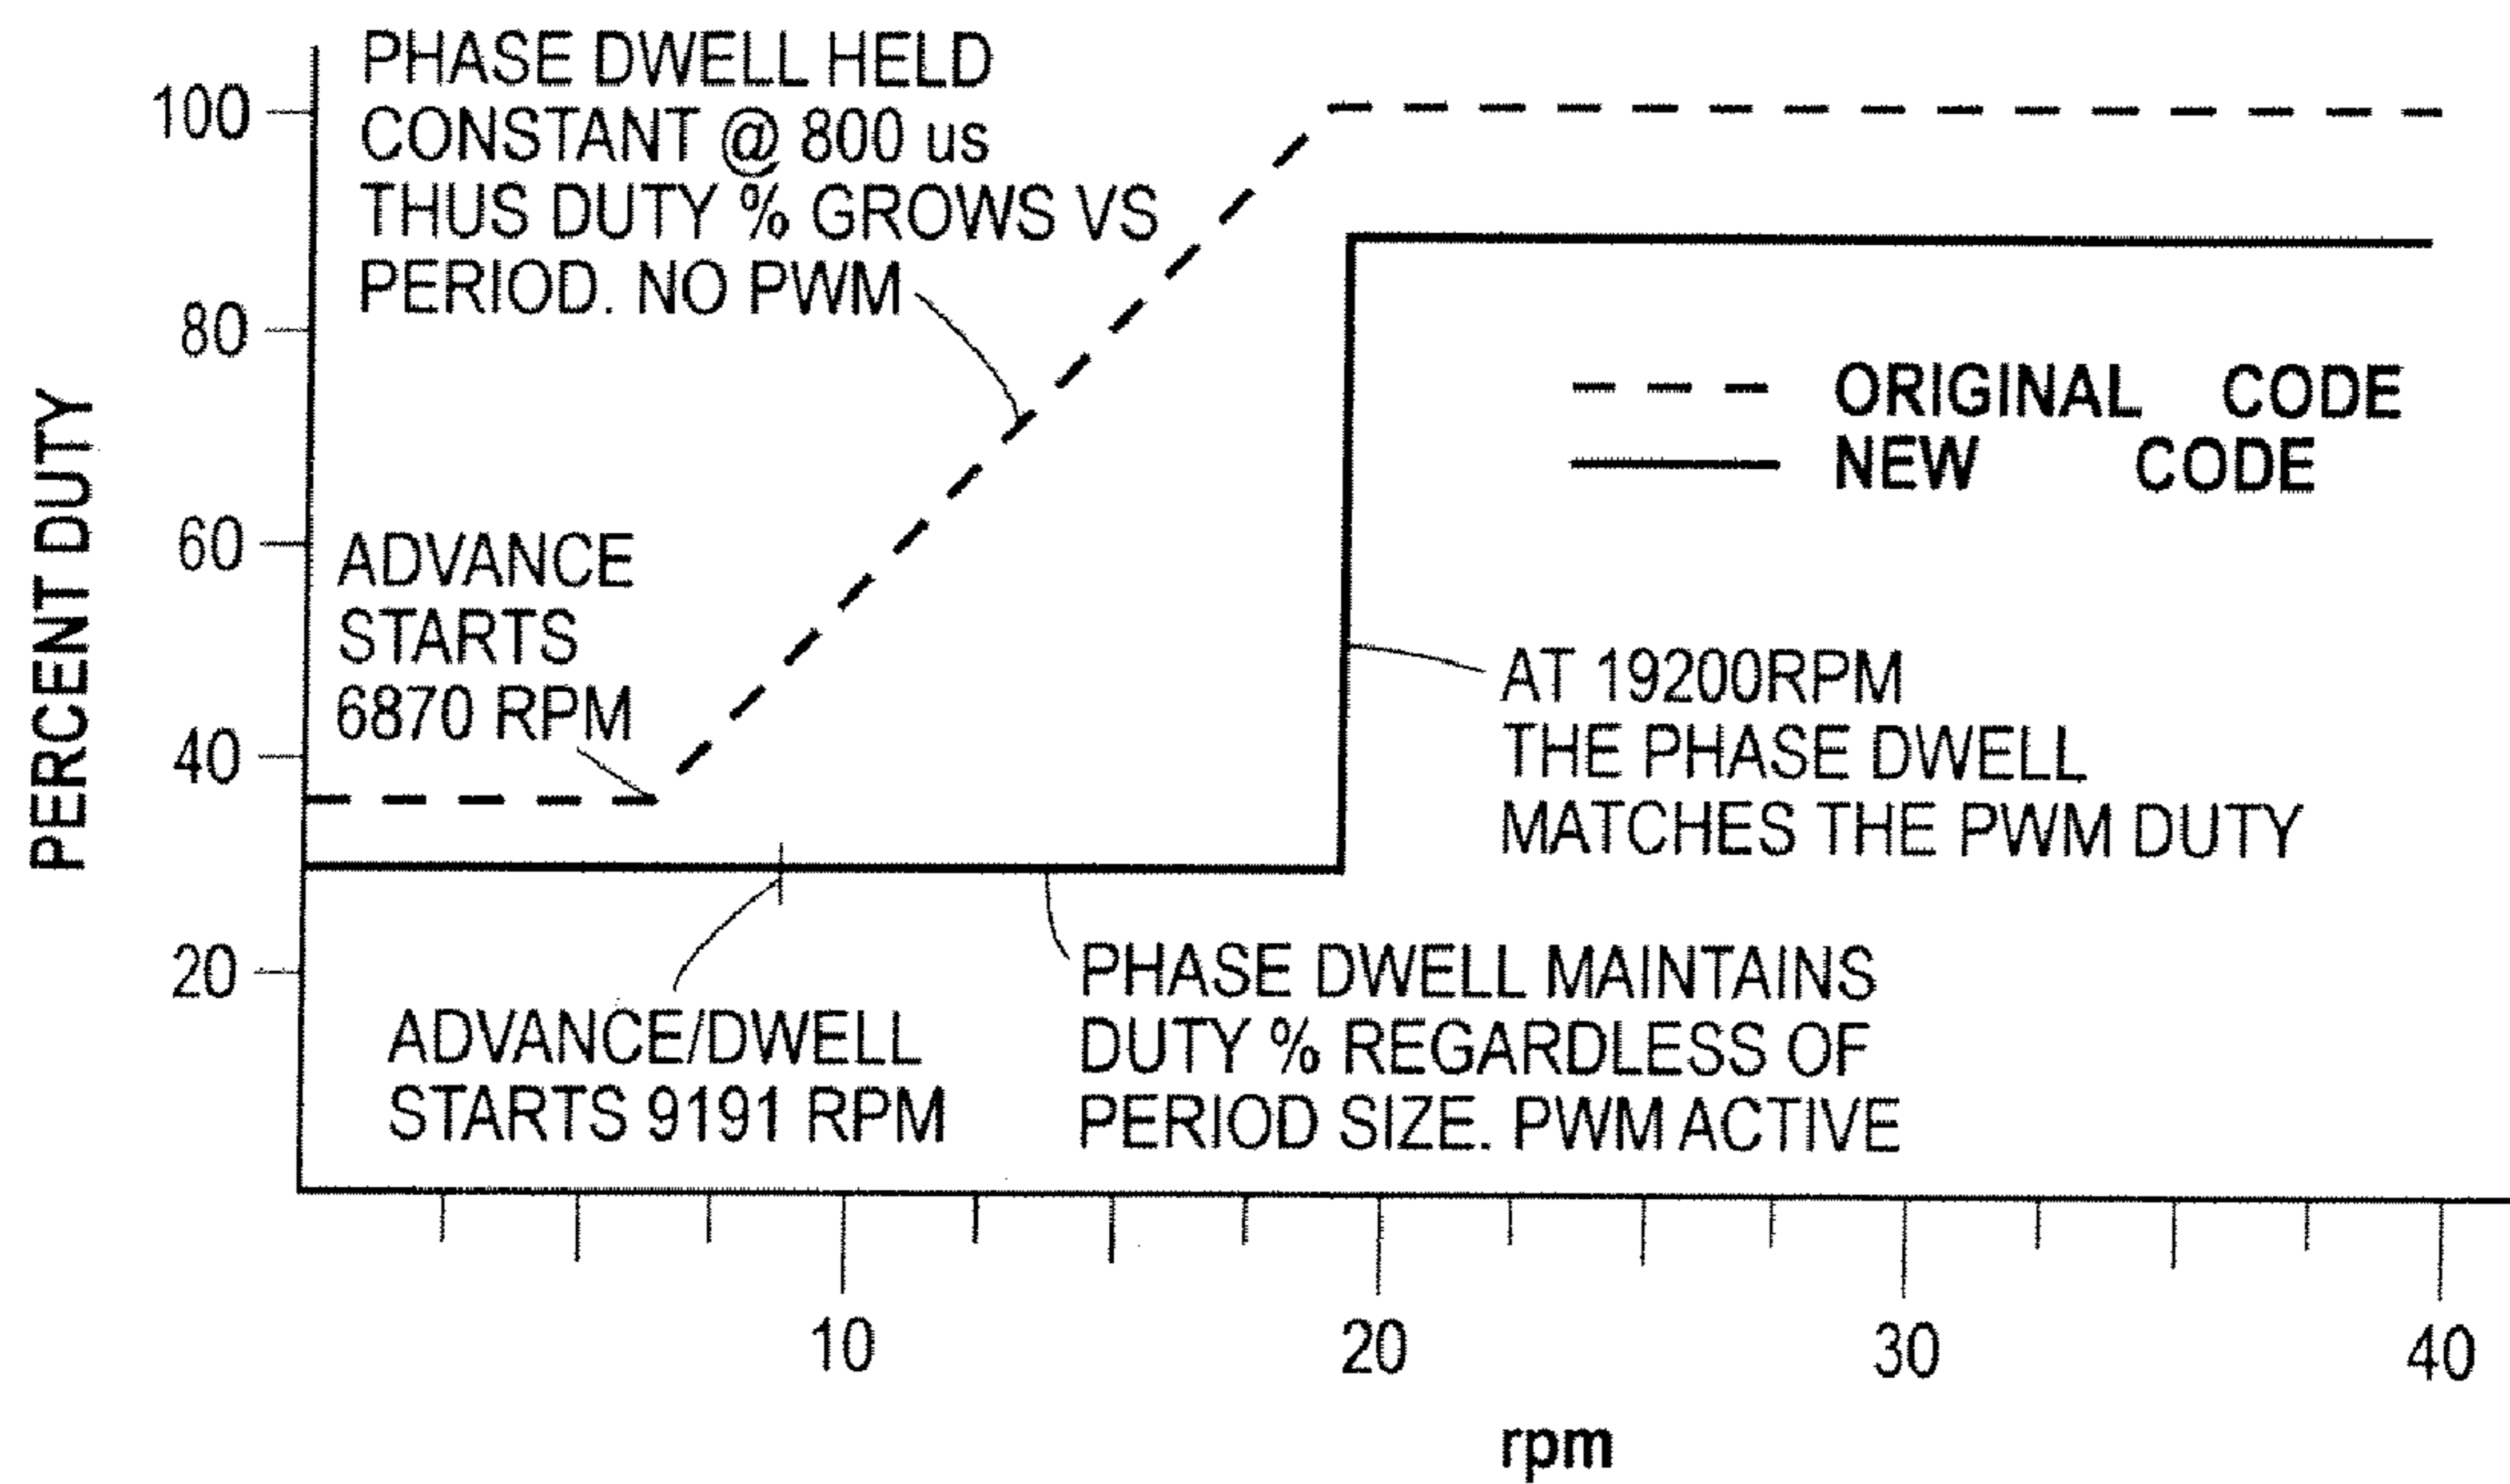 PHASE DWELL HELD
CONSTANT @ 800 us
THUS DUTY % GROWS VS
PERIOD. NO PWM
100
80
60
40
20
PERCENT DUTY
ORIGINAL CODE
NEW CODE
ADVANCE
STARTS
6870 RPM
AT 19200RPM
THE PHASE DWELL
MATCHES THE PWM DUTY
ADVANCE/DWELL
STARTS 9191 RPM
PHASE DWELL MAINTAINS
DUTY % REGARDLESS OF
PERIOD SIZE. PWM ACTIVE
10
20
30
40
rpm